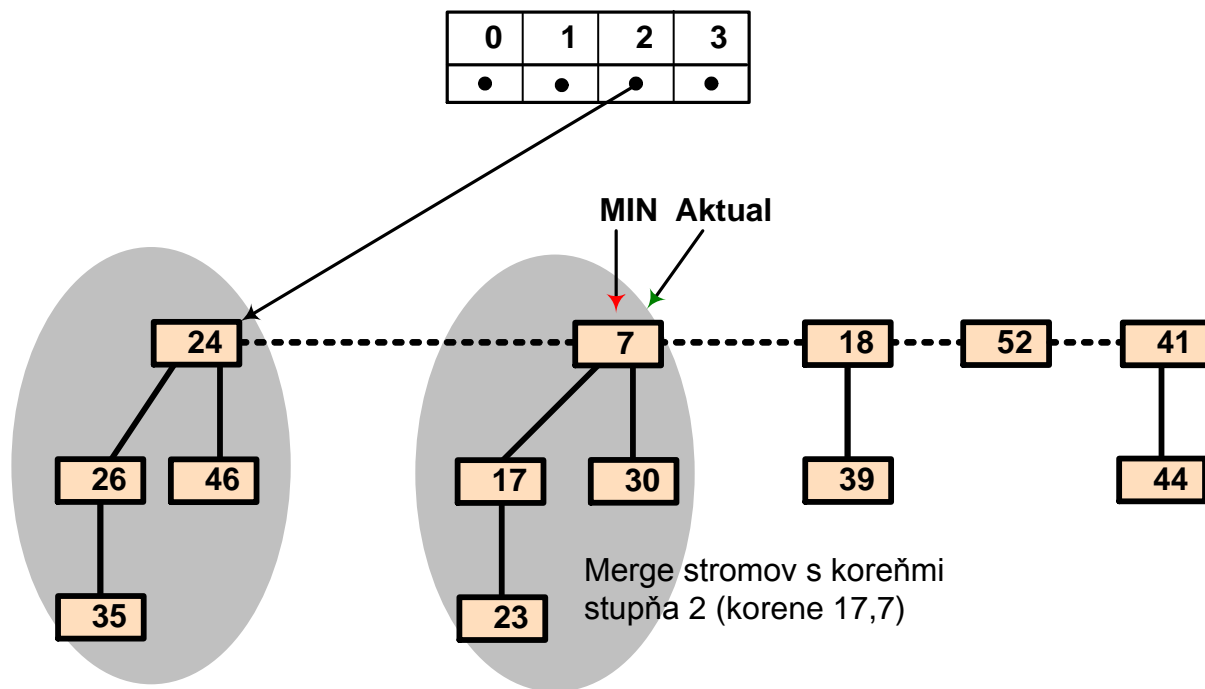 0 1 2 3
MIN Aktual
24 7 18 52 41
26 46 17 30 39 44
Merge stromov s koreňmi
stupňa 2 (korene 17,7)
35 23